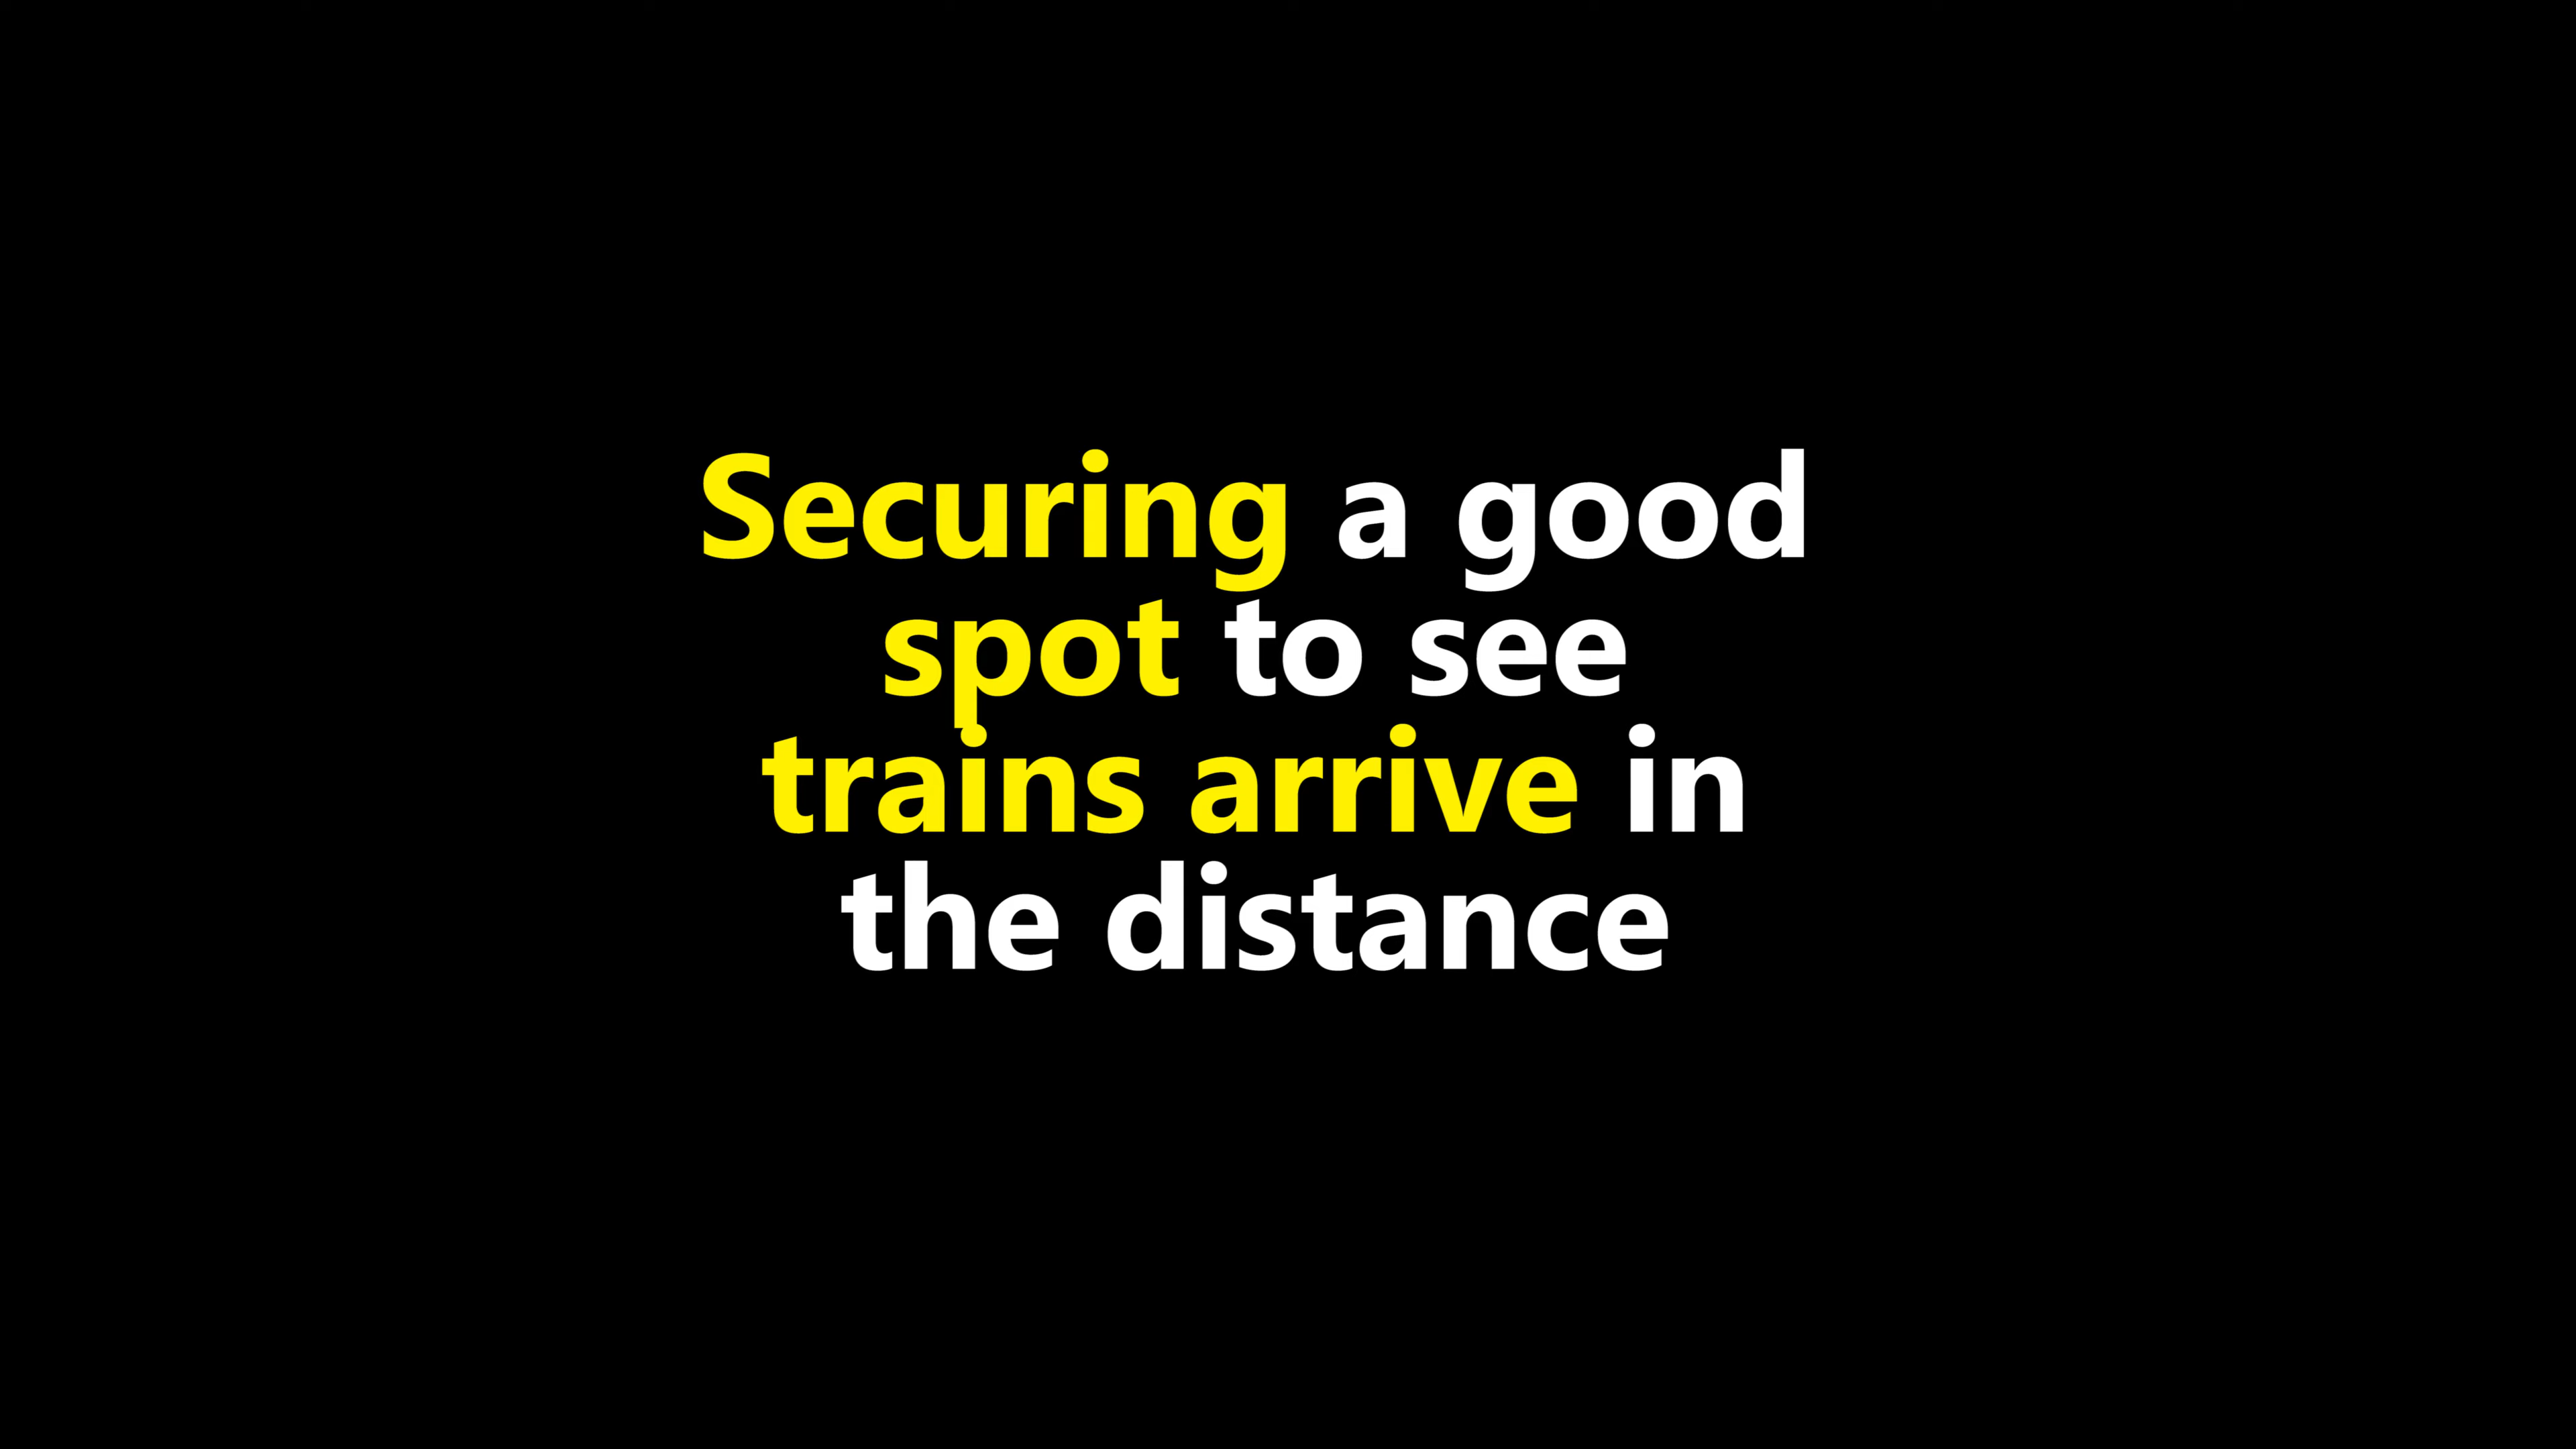 Securing a good
spot to see
trains arrive in
the distance